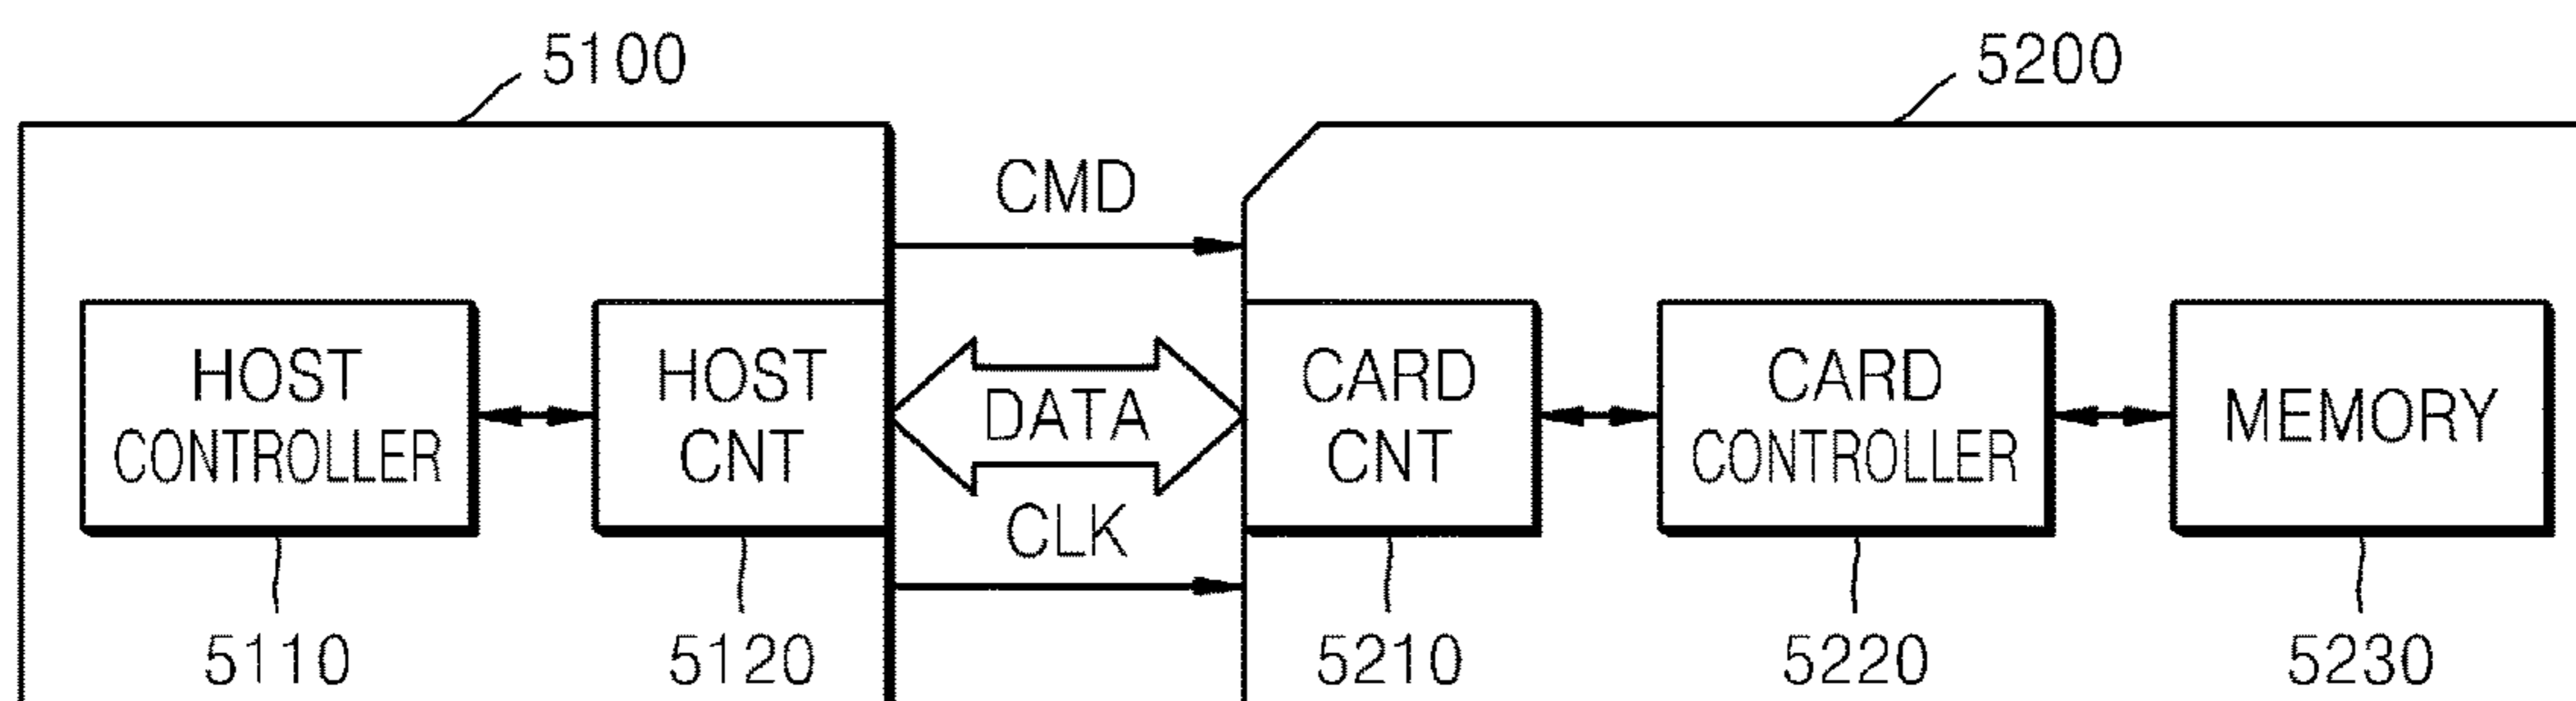 5100
5200
CMD
HOST
CONTROLLER
HOST
CNT
DATA
CLK
CARD
CNT
CARD
CONTROLLER
MEMORY
5110
5120
5210
5220
5230